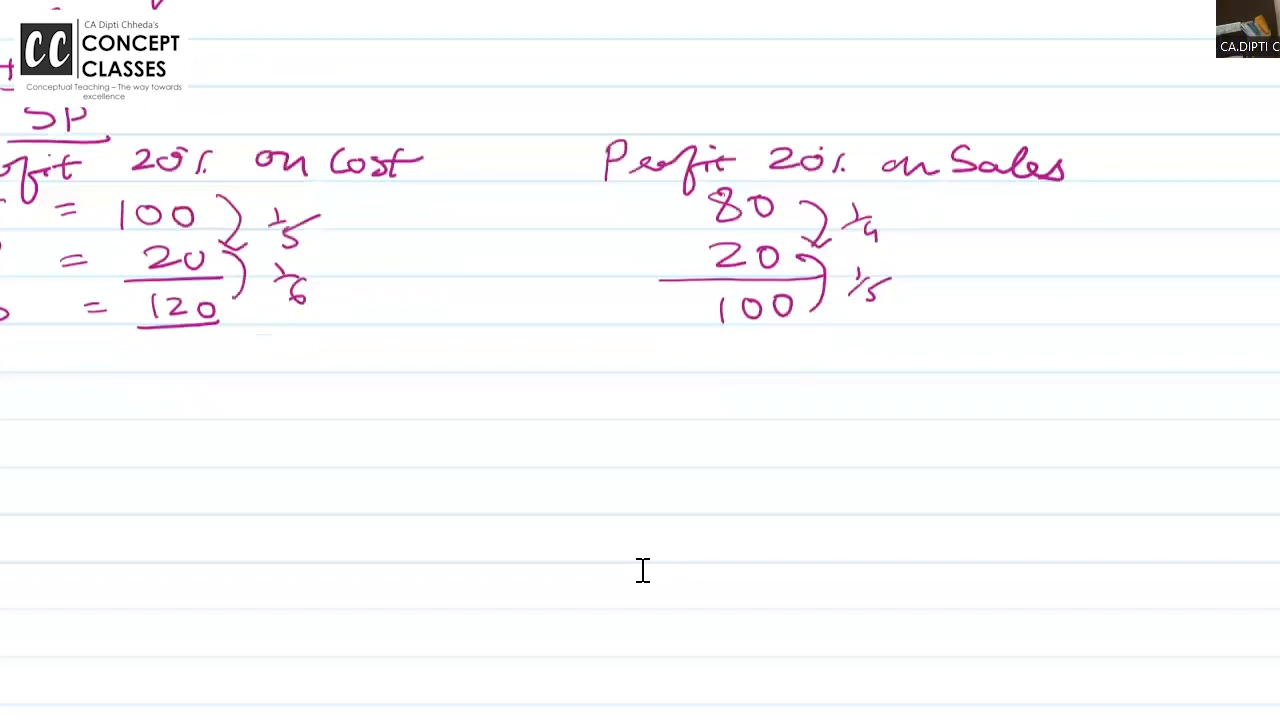 CA Dipti Chheda's
CC CONCEPT
CLASSES
Conceptual Teaching – The way towards
excellence
CA.DIPTI C
SP
ofit 20% on Cost
= 100 1/5
= 20 1/6
= 120
Profit 20% on Sales
80 1/4
20 1/5
100